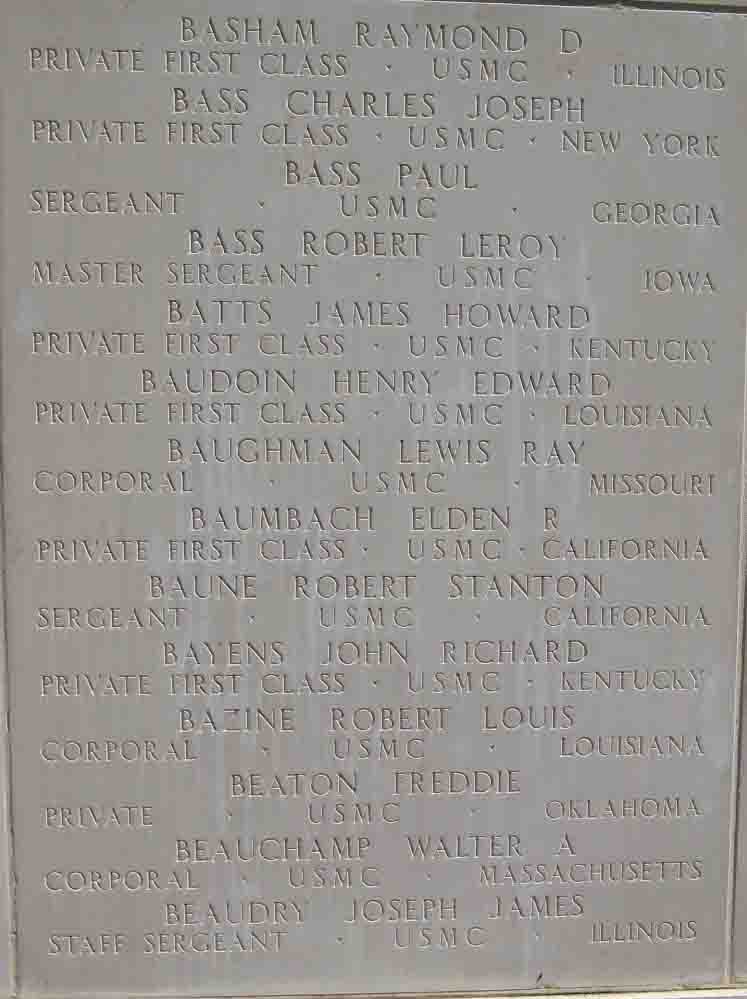 BASHAM RAYMOND D
PRIVATE FIRST CLASS · USMC · ILLINOIS
BASS CHARLES JOSEPH
PRIVATE FIRST CLASS · USMC · NEW YORK
BASS PAUL
SERGEANT · USMC · GEORGIA
BASS ROBERT LEROY
MASTER SERGEANT · USMC · IOWA
BATTS JAMES HOWARD
PRIVATE FIRST CLASS · USMC · KENTUCKY
BAUDOIN HENRY EDWARD
PRIVATE FIRST CLASS · USMC · LOUISIANA
BAUGHMAN LEWIS RAY
CORPORAL · USMC · MISSOURI
BAUMBACH ELDEN R
PRIVATE FIRST CLASS · USMC · CALIFORNIA
BAUNE ROBERT STANTON
SERGEANT · USMC · CALIFORNIA
BAYENS JOHN RICHARD
PRIVATE FIRST CLASS · USMC · KENTUCKY
BAZINE ROBERT LOUIS
CORPORAL · USMC · LOUISIANA
BEATON FREDDIE
PRIVATE · USMC · OKLAHOMA
BEAUCHAMP WALTER A
CORPORAL · USMC · MASSACHUSETTS
BEAUDRY JOSEPH JAMES
STAFF SERGEANT · USMC · ILLINOIS